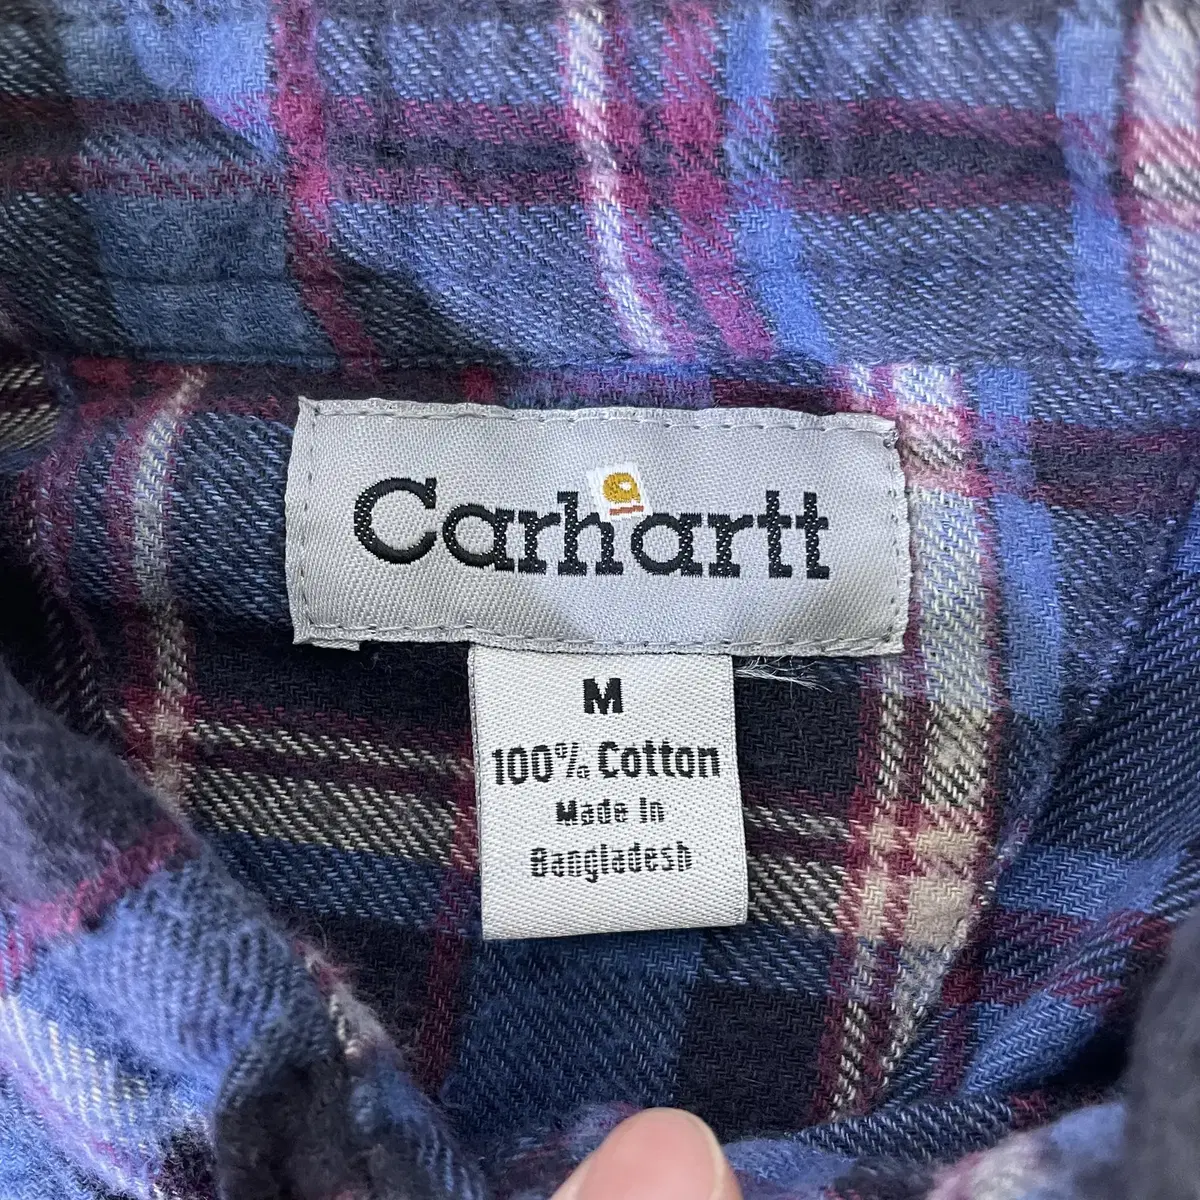 Carhartt
M
100% Cotton
Made in
Bangladesh